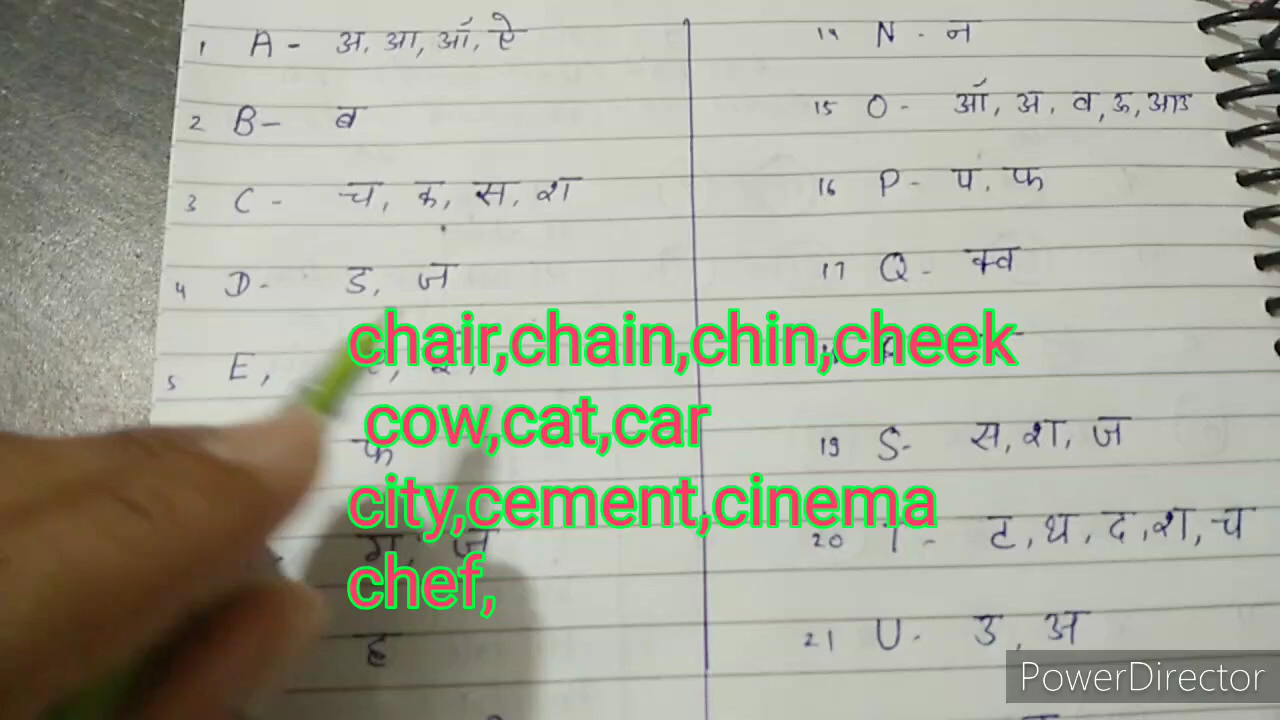 1 A - अ, आ, ऑ, ऐ
2 B - ब
3 C - च, क, स, श
4 D - ड, ज
5 E,
फ
ग, ज
ह
14 N - न
15 O - ऑ, अ, व, ऊ, आउ
16 P - प, फ
17 Q - क्व
19 S - स, श, ज
20 T - ट, थ, द, श, च
21 U - उ, अ
chair,chain,chin,cheek
cow,cat,car
city,cement,cinema
chef,
PowerDirector